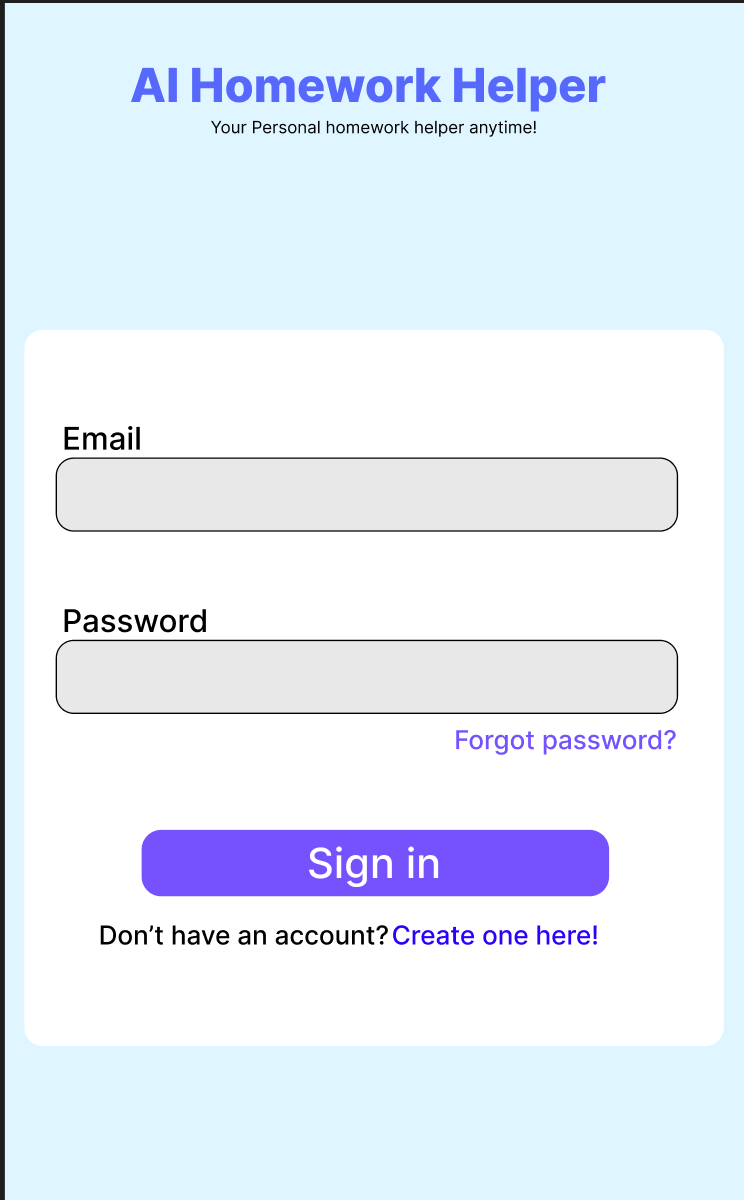 AI Homework Helper
Your Personal homework helper anytime!
Email
Password
Forgot password?
Sign in
Don’t have an account? Create one here!